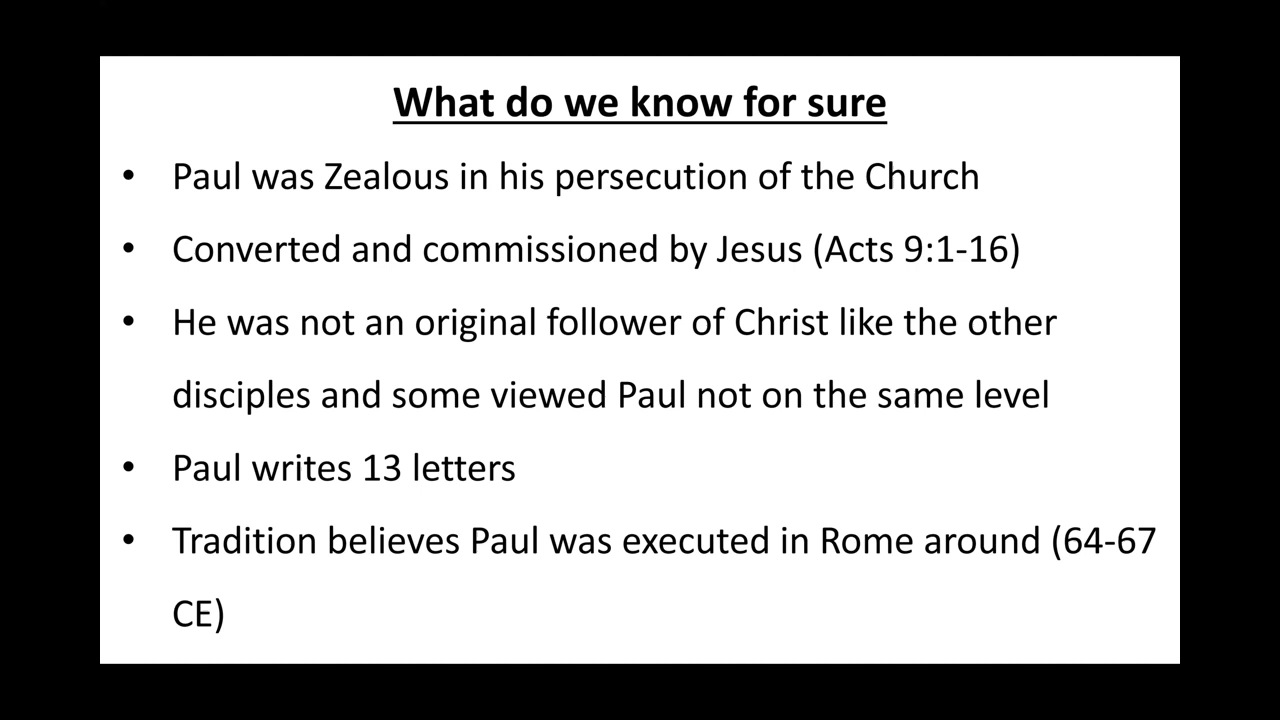 What do we know for sure
• Paul was Zealous in his persecution of the Church
• Converted and commissioned by Jesus (Acts 9:1-16)
• He was not an original follower of Christ like the other
disciples and some viewed Paul not on the same level
• Paul writes 13 letters
• Tradition believes Paul was executed in Rome around (64-67
CE)